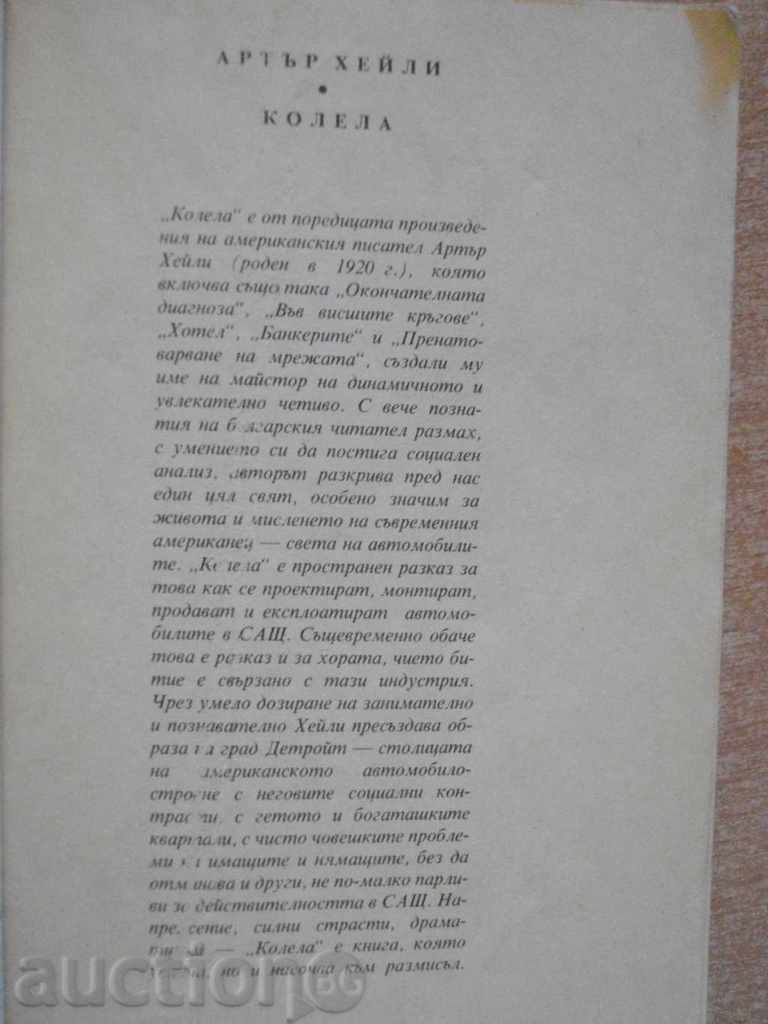 АРТЪР ХЕЙЛИ
•
КОЛЕЛА
„Колела“ е от поредицата произведе-
ния на американския писател Артър
Хейли (роден в 1920 г.), която
включва също така „Окончателната
диагноза“, „Във висшите кръгове“,
„Хотел“, „Банкерите“ и „Пренато-
варване на мрежата“, създали му
име на майстор на динамичното и
увлекателно четиво. С вече позна-
тия на българския читател размах,
с умението си да постига социален
анализ, авторът разкрива пред нас
един цял свят, особено значим за
живота и мисленето на съвременния
американец — света на автомобили-
те. „Колела“ е пространен разказ за
това как се проектират, монтират,
продават и експлоатират автомо-
билите в САЩ. Същевременно обаче
това е разказ и за хората, чието би-
тие е свързано с тази индустрия.
Чрез умело дозиране на занимателно
и познавателно Хейли пресъздава об-
раза на град Детройт — столицата
на американското автомобило-
строене с неговите социални кон-
трасти, с гетото и богаташките
квартали, с чисто човешките пробле-
ми на имащите и нямащите, без да
отминава и други, не по-малко парли-
ви за действителността в САЩ. На-
прежение, силни страсти, драма-
тизъм — „Колела“ е книга, която
но и насочва към размисъл.
auction BG